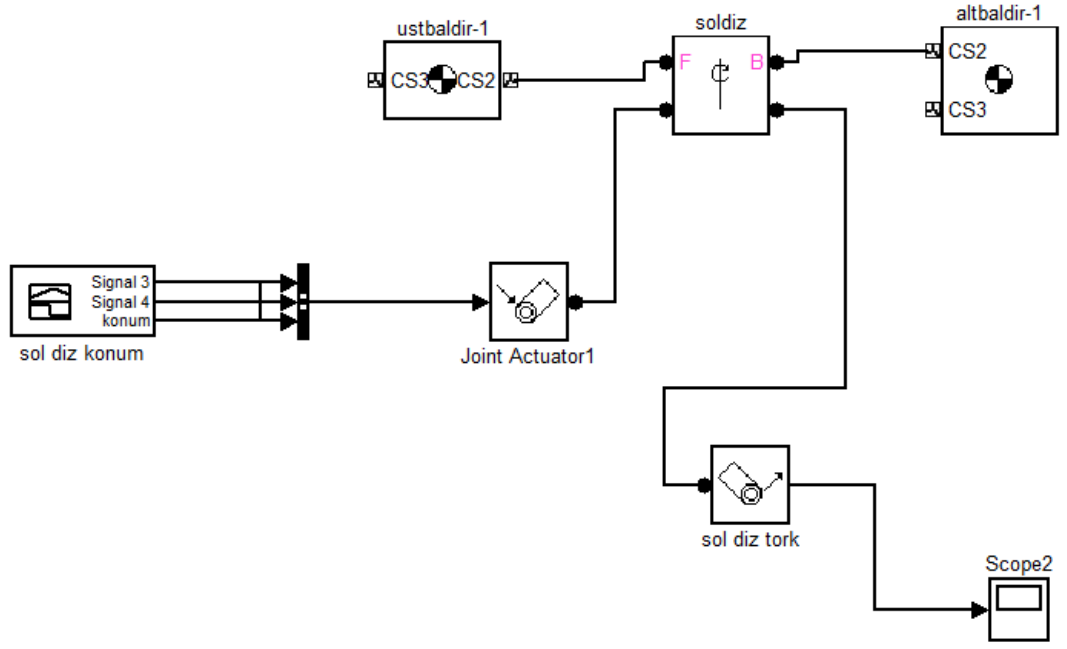 ustbaldir-1
soldiz
altbaldir-1
CS3 CS2
F B
CS2
CS3
Signal 3
Signal 4
konum
sol diz konum
Joint Actuator1
sol diz tork
Scope2